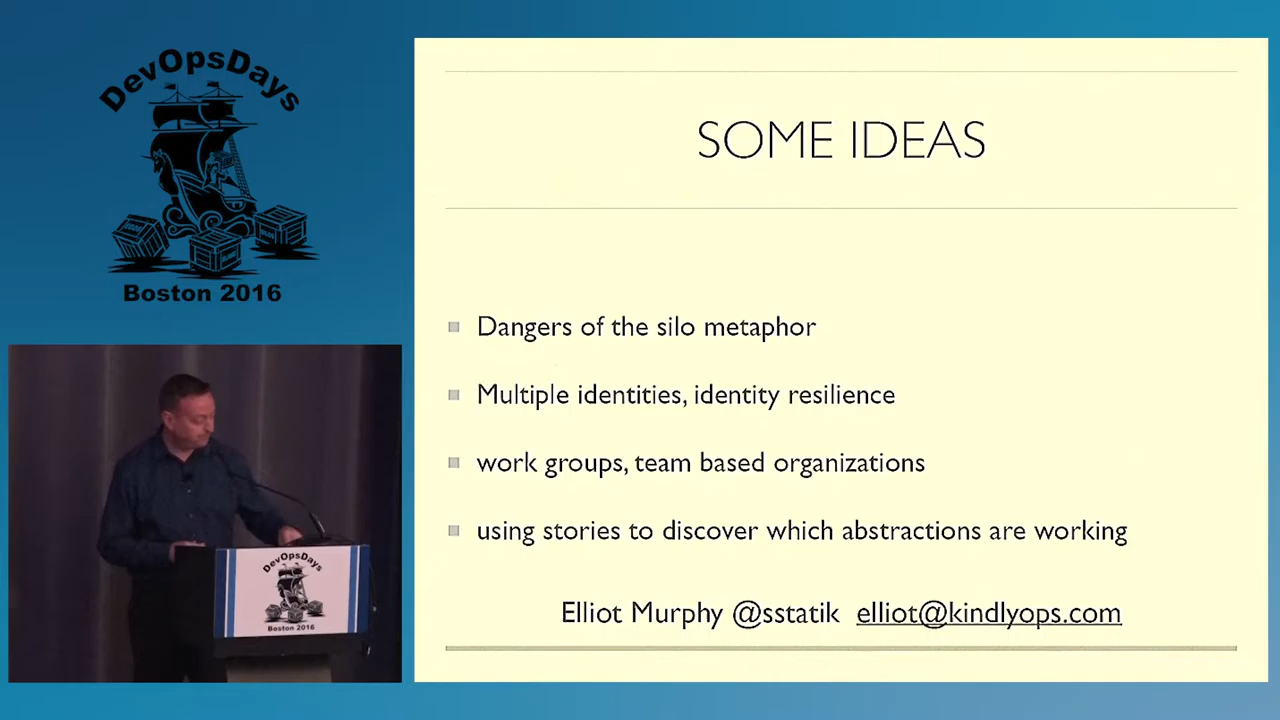 DevOpsDays
Boston 2016
SOME IDEAS
Dangers of the silo metaphor
Multiple identities, identity resilience
work groups, team based organizations
using stories to discover which abstractions are working
Elliot Murphy @sstatik elliot@kindlyops.com
DevOpsDays
Boston 2016